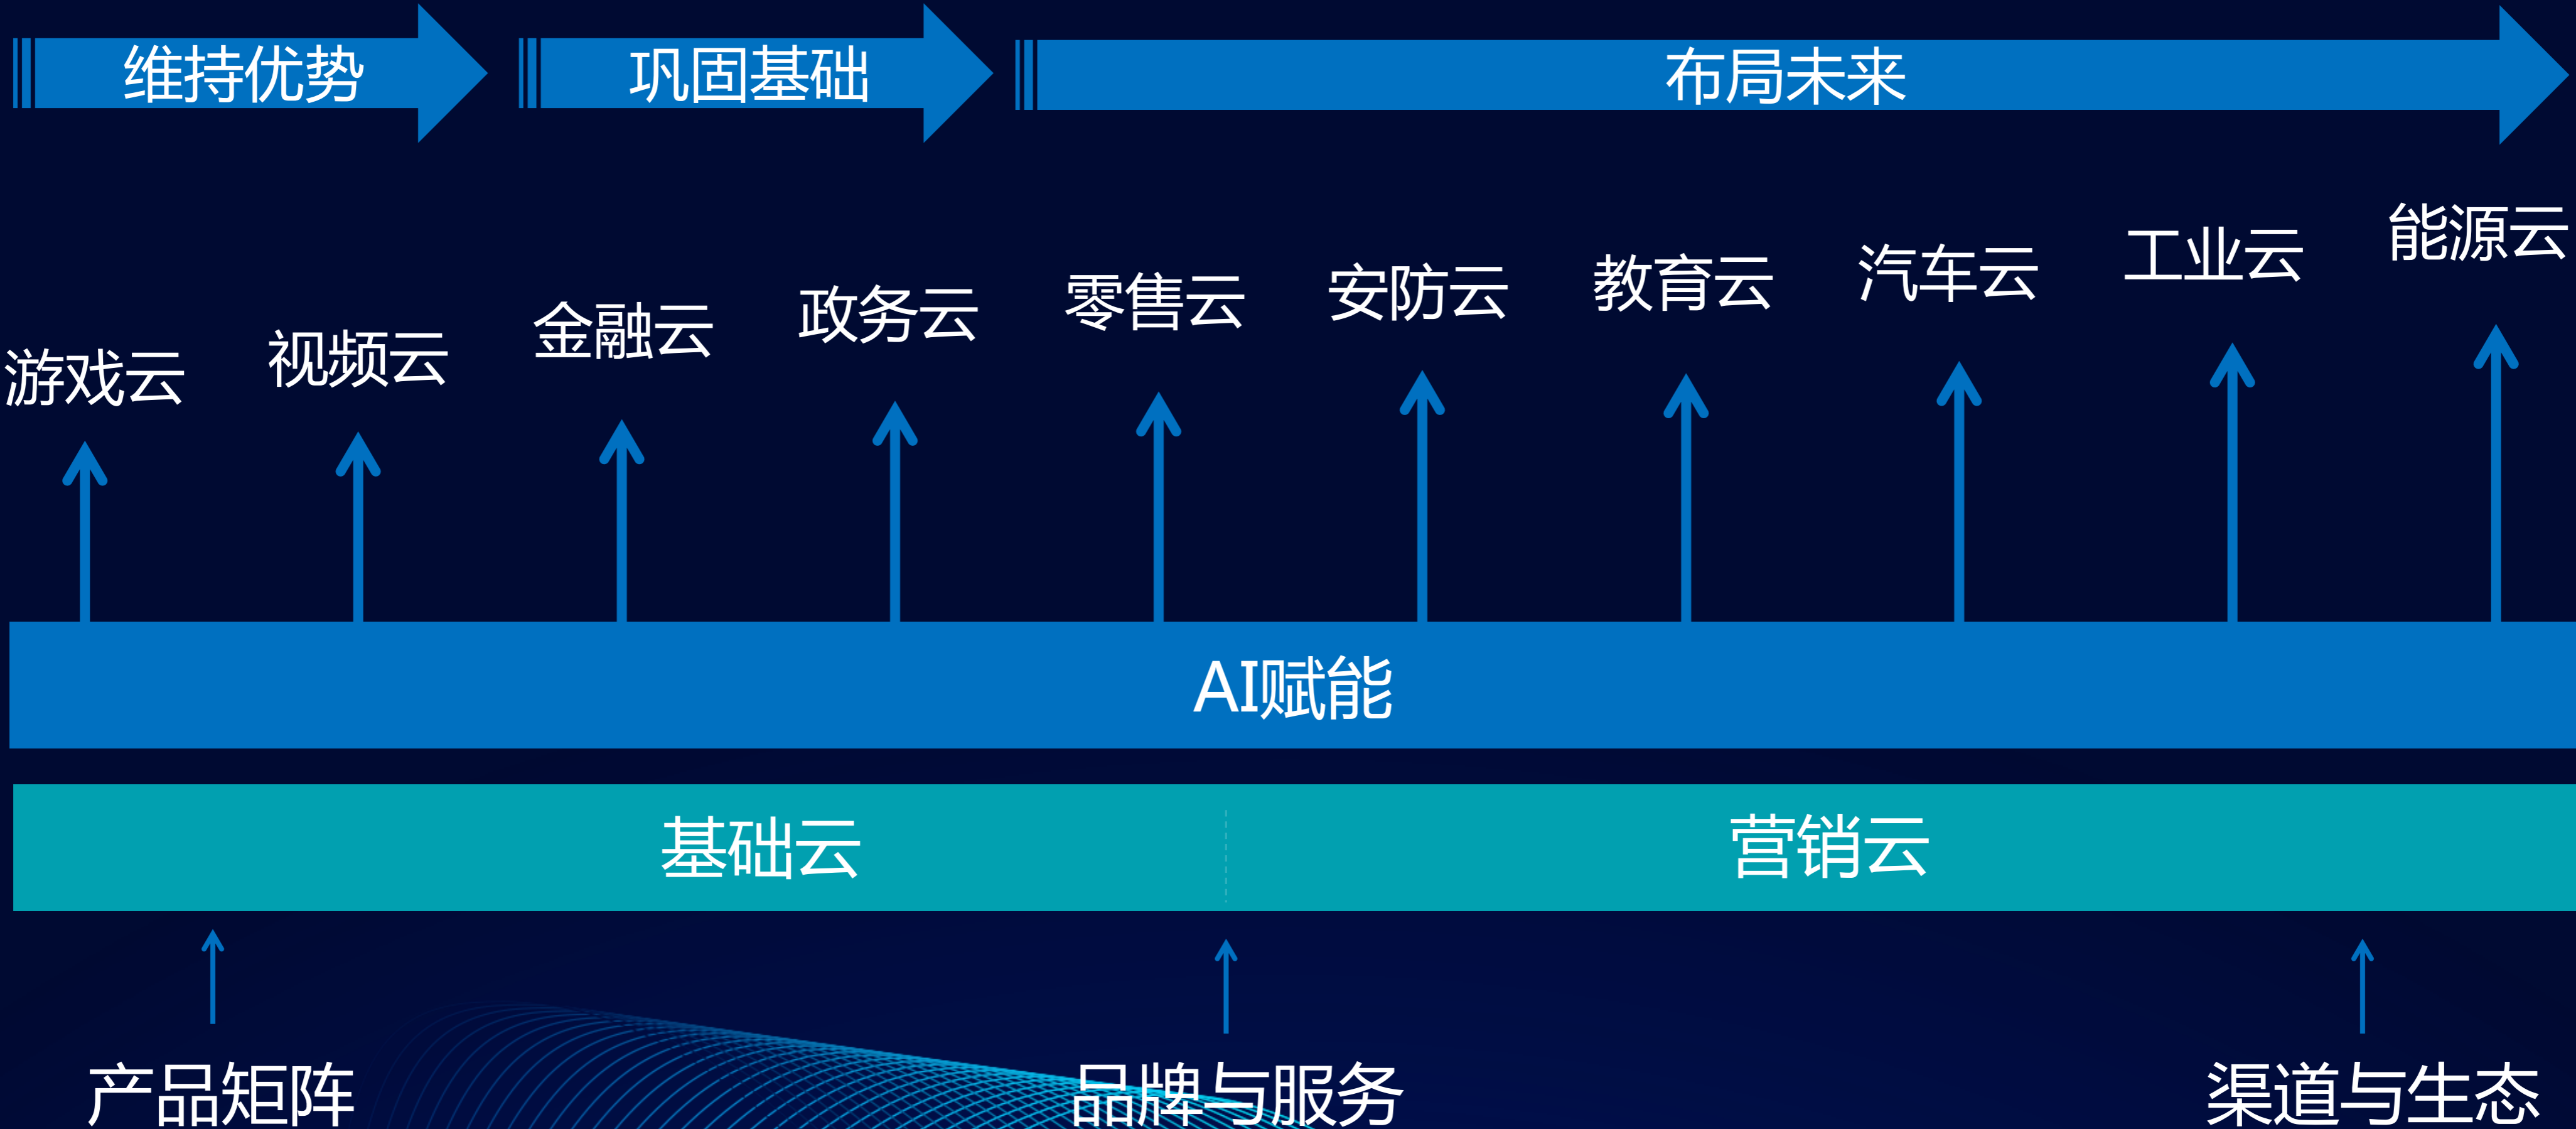 维持优势
巩固基础
布局未来
游戏云
视频云
金融云
政务云
零售云
安防云
教育云
汽车云
工业云
能源云
AI赋能
基础云
营销云
产品矩阵
品牌与服务
渠道与生态